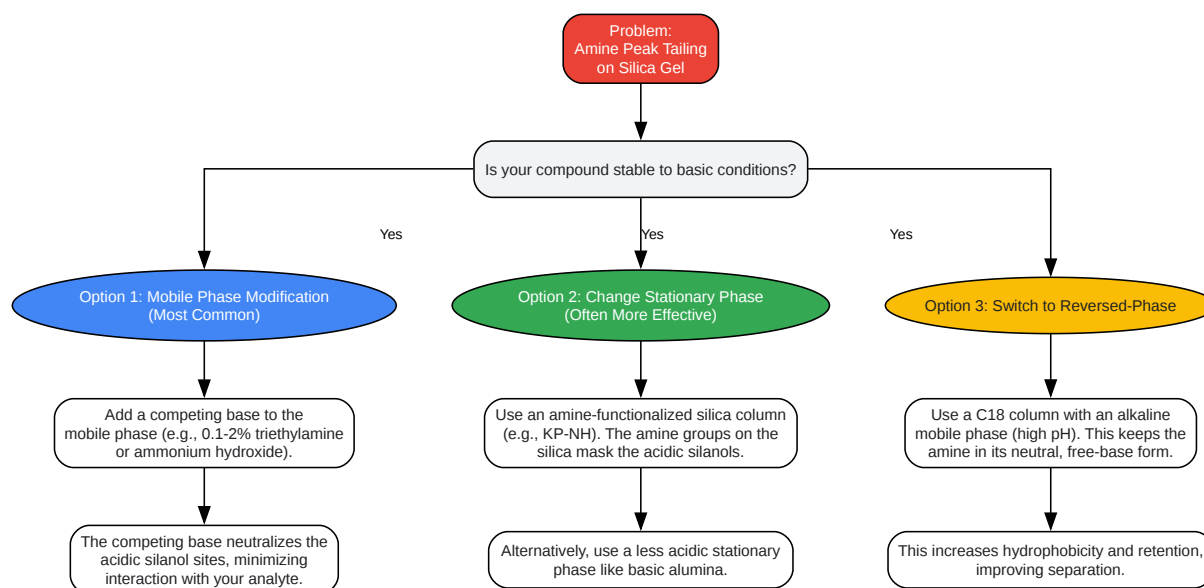 Problem:
Amine Peak Tailing
on Silica Gel
Is your compound stable to basic conditions?
Yes
Yes
Yes
Option 1: Mobile Phase Modification
(Most Common)
Option 2: Change Stationary Phase
(Often More Effective)
Option 3: Switch to Reversed-Phase
Add a competing base to the
mobile phase (e.g., 0.1-2% triethylamine
or ammonium hydroxide).
Use an amine-functionalized silica column
(e.g., KP-NH). The amine groups on the
silica mask the acidic silanols.
Use a C18 column with an alkaline
mobile phase (high pH). This keeps the
amine in its neutral, free-base form.
The competing base neutralizes the
acidic silanol sites, minimizing
interaction with your analyte.
Alternatively, use a less acidic stationary
phase like basic alumina.
This increases hydrophobicity and retention,
improving separation.